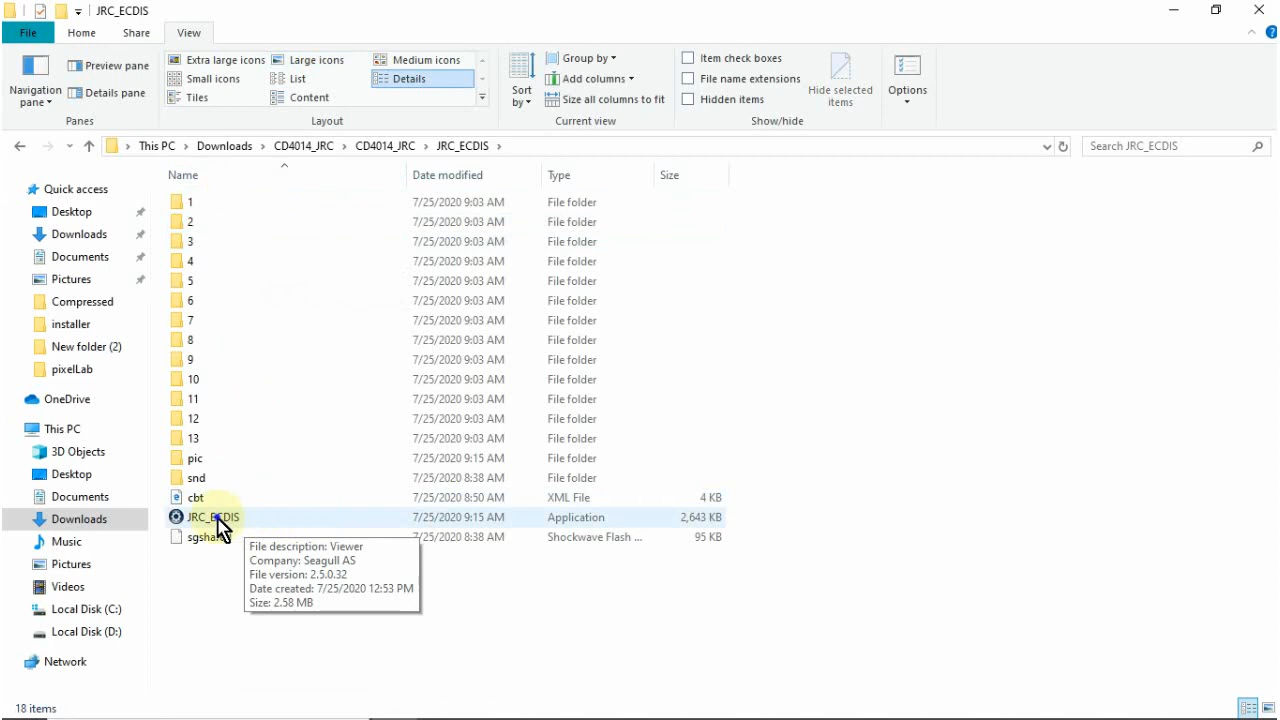 JRC_ECDIS
File Home Share View
Navigation pane
Preview pane
Details pane
Panes
Extra large icons Large icons Medium icons
Small icons List Details
Tiles Content
Layout
Sort by
Group by
Add columns
Size all columns to fit
Current view
Item check boxes
File name extensions
Hidden items
Hide selected items
Show/hide
Options
This PC > Downloads > CD4014_JRC > CD4014_JRC > JRC_ECDIS >
Search JRC_ECDIS
Quick access
Desktop
Downloads
Documents
Pictures
Compressed
installer
New folder (2)
pixelLab
OneDrive
This PC
3D Objects
Desktop
Documents
Downloads
Music
Pictures
Videos
Local Disk (C:)
Local Disk (D:)
Network
Name Date modified Type Size
1 7/25/2020 9:03 AM File folder
2 7/25/2020 9:03 AM File folder
3 7/25/2020 9:03 AM File folder
4 7/25/2020 9:03 AM File folder
5 7/25/2020 9:03 AM File folder
6 7/25/2020 9:03 AM File folder
7 7/25/2020 9:03 AM File folder
8 7/25/2020 9:03 AM File folder
9 7/25/2020 9:03 AM File folder
10 7/25/2020 9:03 AM File folder
11 7/25/2020 9:03 AM File folder
12 7/25/2020 9:03 AM File folder
13 7/25/2020 9:03 AM File folder
pic 7/25/2020 9:15 AM File folder
snd 7/25/2020 8:38 AM File folder
cbt 7/25/2020 8:50 AM XML File 4 KB
JRC_ECDIS 7/25/2020 9:15 AM Application 2,643 KB
7/25/2020 8:38 AM Shockwave Flash ... 95 KB
File description: Viewer
Company: Seagull AS
File version: 2.5.0.32
Date created: 7/25/2020 12:53 PM
Size: 2.58 MB
18 items